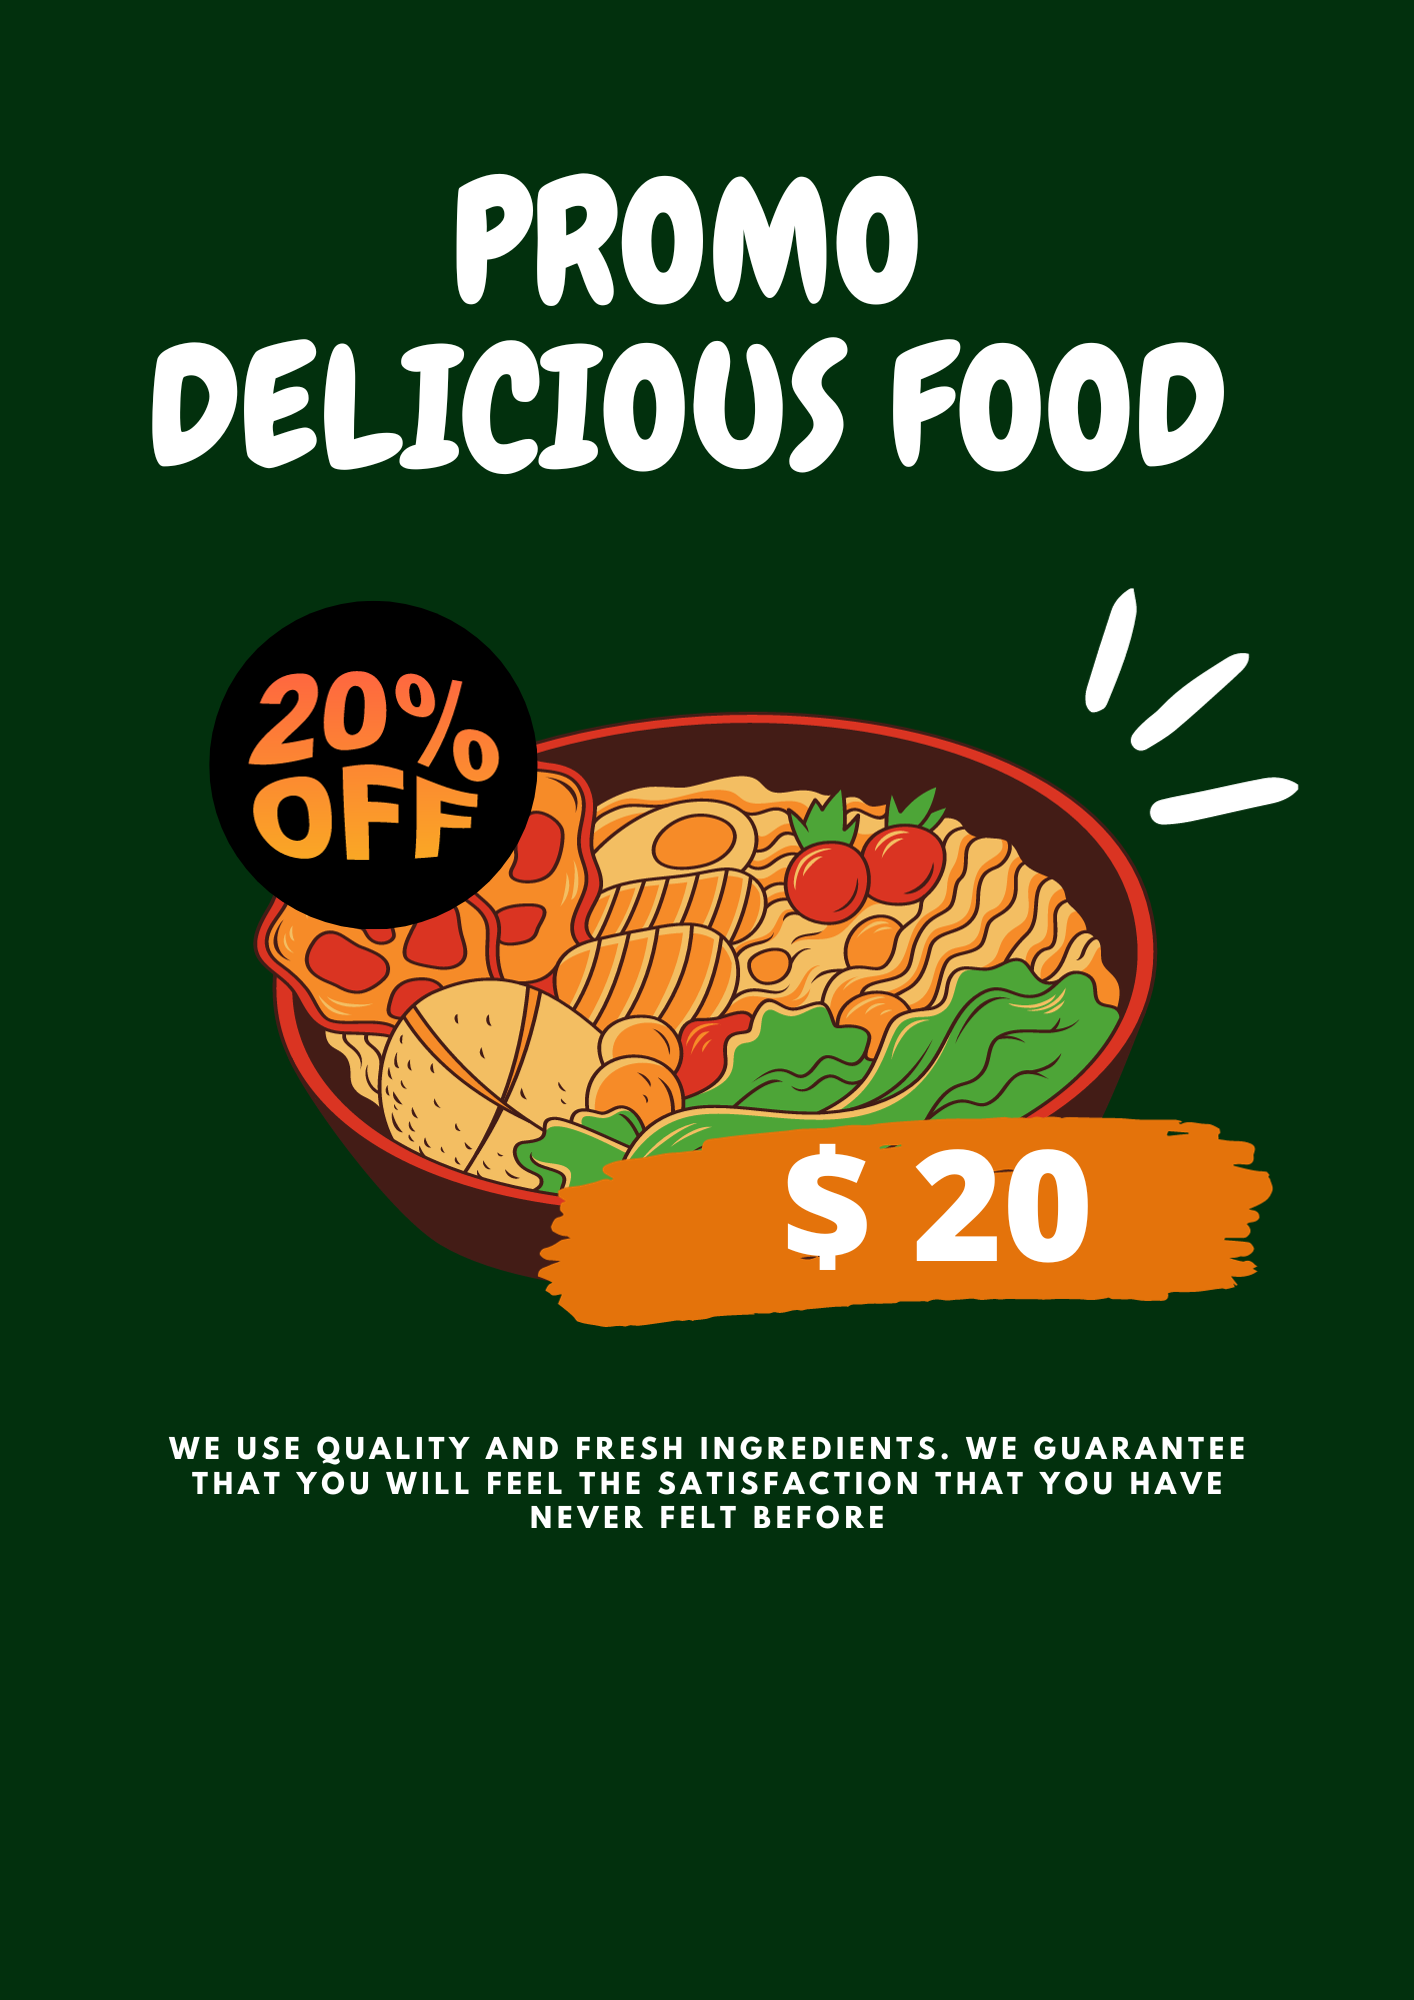 PROMO
DELICIOUS FOOD
20%
OFF
$ 20
WE USE QUALITY AND FRESH INGREDIENTS. WE GUARANTEE
THAT YOU WILL FEEL THE SATISFACTION THAT YOU HAVE
NEVER FELT BEFORE